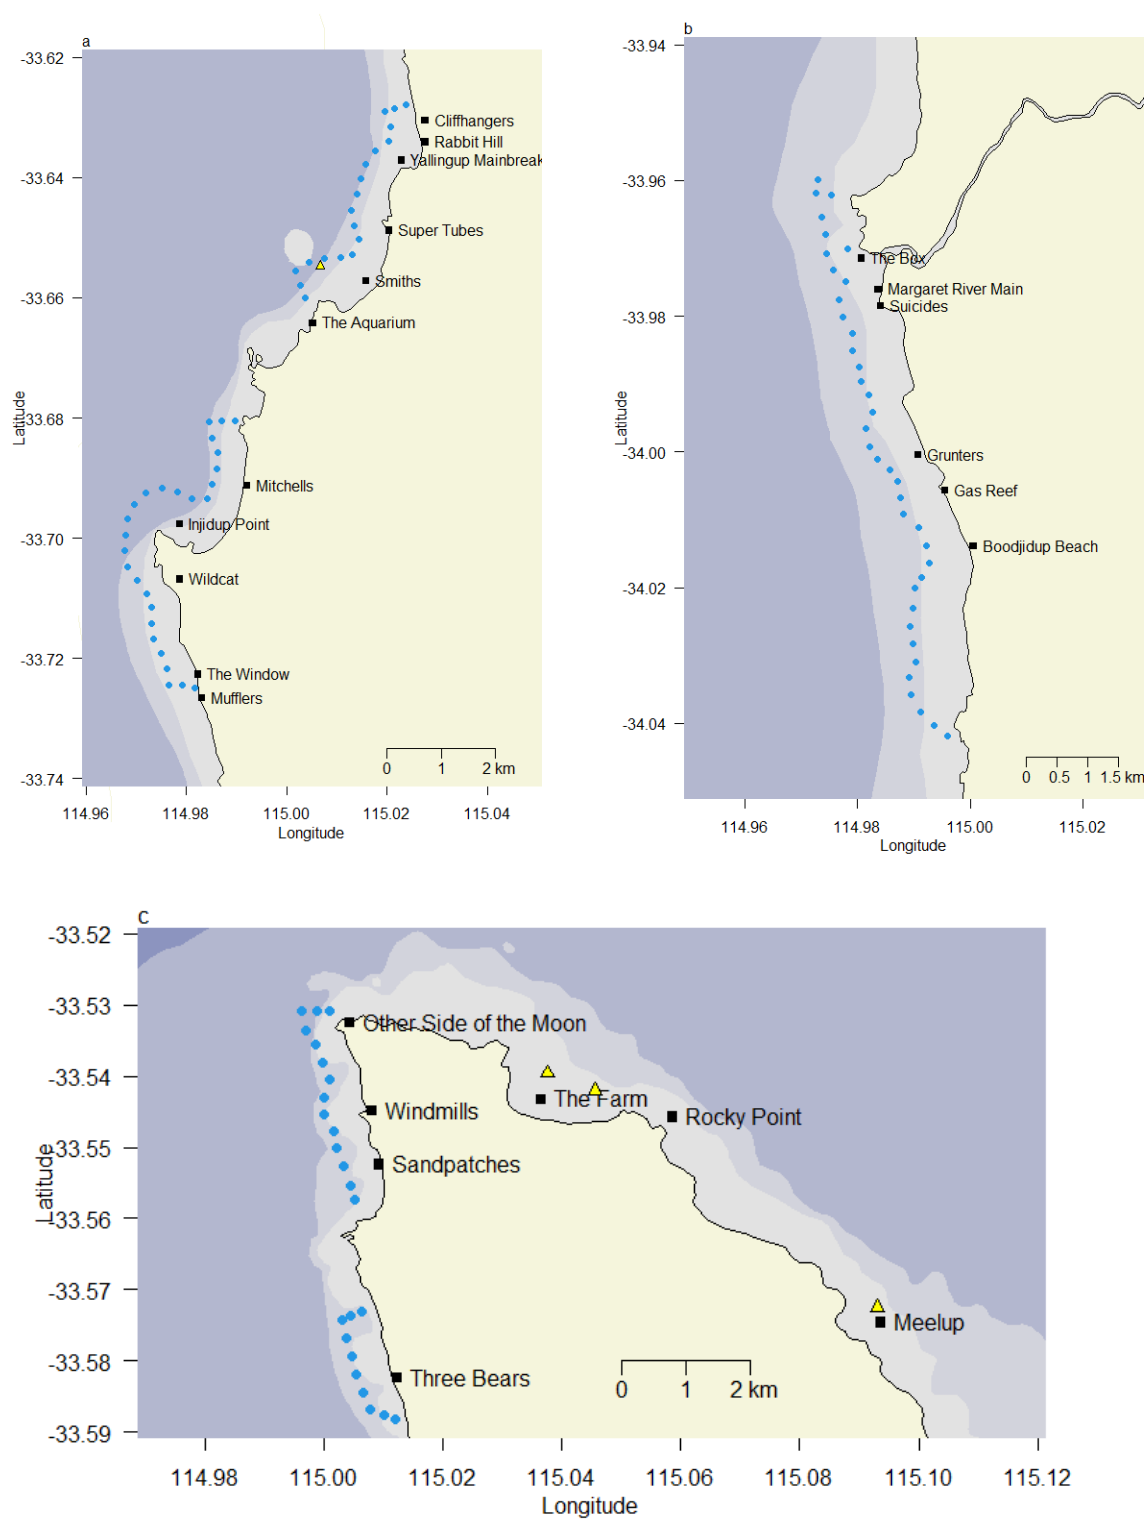 a
-33.62
-33.64
-33.66
-33.68
-33.70
-33.72
-33.74
Latitude
Cliffhangers
Rabbit Hill
Yallingup Mainbreak
Super Tubes
Smiths
The Aquarium
Mitchells
Injidup Point
Wildcat
The Window
Mufflers
0 1 2 km
114.96 114.98 115.00 115.02 115.04
Longitude
b
-33.94
-33.96
-33.98
-34.00
-34.02
-34.04
Latitude
The Box
Margaret River Main
Suicides
Grunters
Gas Reef
Boodjidup Beach
0 0.5 1 1.5 km
114.96 114.98 115.00 115.02
Longitude
c
-33.52
-33.53
-33.54
-33.55
-33.56
-33.57
-33.58
-33.59
Latitude
Other Side of the Moon
The Farm
Windmills
Rocky Point
Sandpatches
Meelup
Three Bears
0 1 2 km
114.98 115.00 115.02 115.04 115.06 115.08 115.10 115.12
Longitude